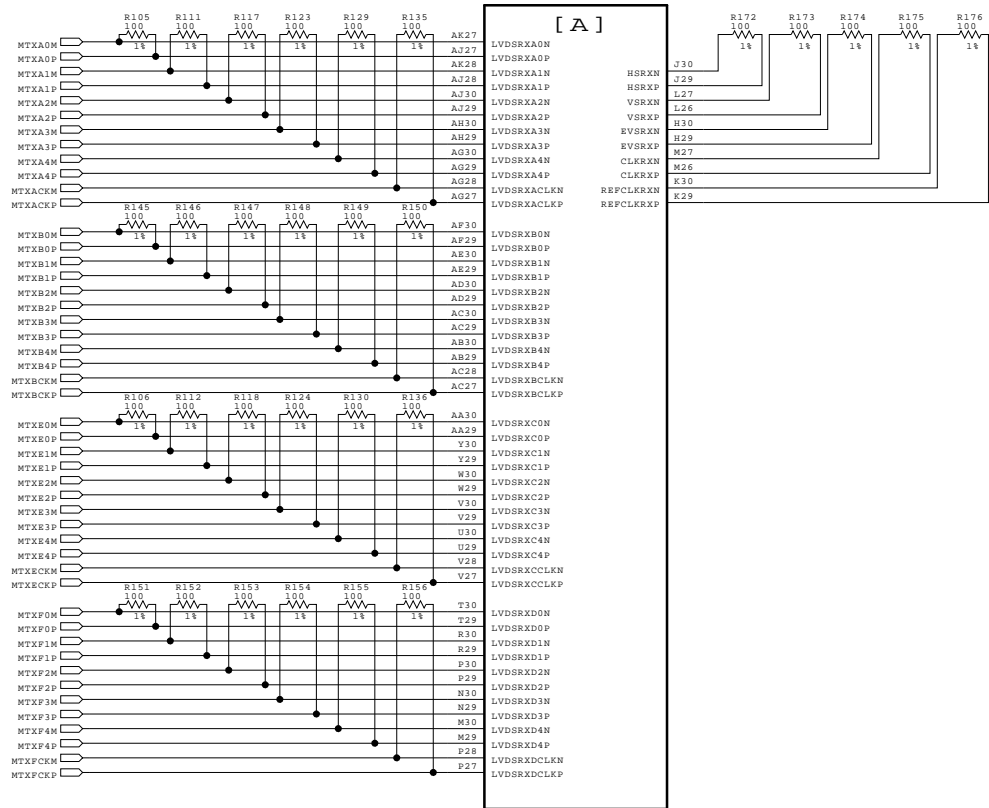 R105 R111 R117 R123 R129 R135
100 100 100 100 100 100
1% 1% 1% 1% 1% 1%
[A]
R172 R173 R174 R175 R176
100 100 100 100 100
1% 1% 1% 1% 1%
MTXA0M AK27 LVDSRXA0N
MTXA0P AJ27 LVDSRXA0P
MTXA1M AK28 LVDSRXA1N
MTXA1P AJ28 LVDSRXA1P
MTXA2M AJ30 LVDSRXA2N
MTXA2P AJ29 LVDSRXA2P
MTXA3M AH30 LVDSRXA3N
MTXA3P AH29 LVDSRXA3P
MTXA4M AG30 LVDSRXA4N
MTXA4P AG29 LVDSRXA4P
MTXACKM AG28 LVDSRXACLKN
MTXACKP AG27 LVDSRXACLKP
HSRXN J30
HSRXP J29
VSRXN L27
VSRXP L26
EVSRXN H30
EVSRXP H29
CLKRXN M27
CLKRXP M26
REFCLKRXN K30
REFCLKRXP K29
R145 R146 R147 R148 R149 R150
100 100 100 100 100 100
1% 1% 1% 1% 1% 1%
MTXB0M AF30 LVDSRXB0N
MTXB0P AF29 LVDSRXB0P
MTXB1M AE30 LVDSRXB1N
MTXB1P AE29 LVDSRXB1P
MTXB2M AD30 LVDSRXB2N
MTXB2P AD29 LVDSRXB2P
MTXB3M AC30 LVDSRXB3N
MTXB3P AC29 LVDSRXB3P
MTXB4M AB30 LVDSRXB4N
MTXB4P AB29 LVDSRXB4P
MTXBCKM AC28 LVDSRXBCLKN
MTXBCKP AC27 LVDSRXBCLKP
R106 R112 R118 R124 R130 R136
100 100 100 100 100 100
1% 1% 1% 1% 1% 1%
MTXE0M AA30 LVDSRXC0N
MTXE0P AA29 LVDSRXC0P
MTXE1M Y30 LVDSRXC1N
MTXE1P Y29 LVDSRXC1P
MTXE2M W30 LVDSRXC2N
MTXE2P W29 LVDSRXC2P
MTXE3M V30 LVDSRXC3N
MTXE3P V29 LVDSRXC3P
MTXE4M U30 LVDSRXC4N
MTXE4P U29 LVDSRXC4P
MTXECKM V28 LVDSRXCCLKN
MTXECKP V27 LVDSRXCCLKP
R151 R152 R153 R154 R155 R156
100 100 100 100 100 100
1% 1% 1% 1% 1% 1%
MTXF0M T30 LVDSRXD0N
MTXF0P T29 LVDSRXD0P
MTXF1M R30 LVDSRXD1N
MTXF1P R29 LVDSRXD1P
MTXF2M P30 LVDSRXD2N
MTXF2P P29 LVDSRXD2P
MTXF3M N30 LVDSRXD3N
MTXF3P N29 LVDSRXD3P
MTXF4M M30 LVDSRXD4N
MTXF4P M29 LVDSRXD4P
MTXFCKM P28 LVDSRXDCLKN
MTXFCKP P27 LVDSRXDCLKP